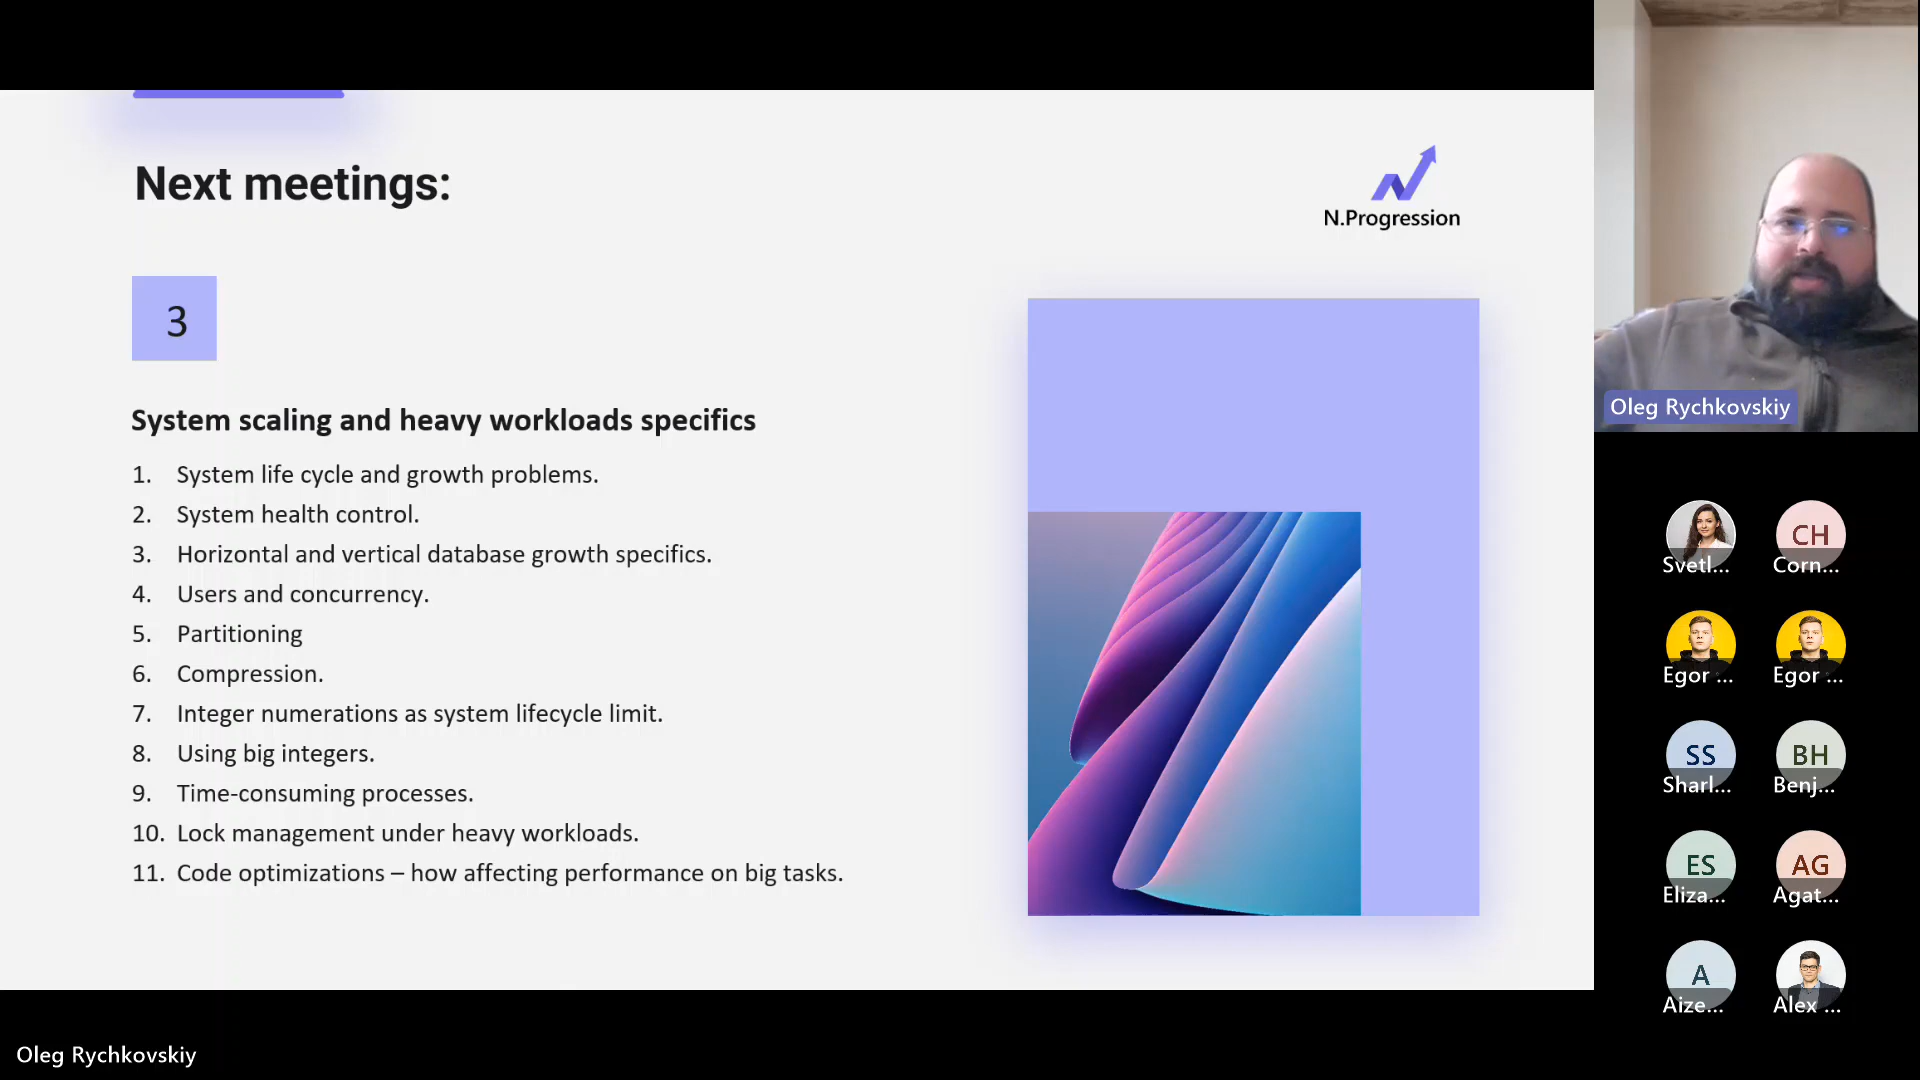 Next meetings:
N.Progression
3
System scaling and heavy workloads specifics
1. System life cycle and growth problems.
2. System health control.
3. Horizontal and vertical database growth specifics.
4. Users and concurrency.
5. Partitioning
6. Compression.
7. Integer numerations as system lifecycle limit.
8. Using big integers.
9. Time-consuming processes.
10. Lock management under heavy workloads.
11. Code optimizations – how affecting performance on big tasks.
Oleg Rychkovskiy
Oleg Rychkovskiy
CH
Svetl... Corn...
Egor ... Egor ...
SS BH
Sharl... Benj...
ES AG
Eliza... Agat...
A
Aize... Alex ...